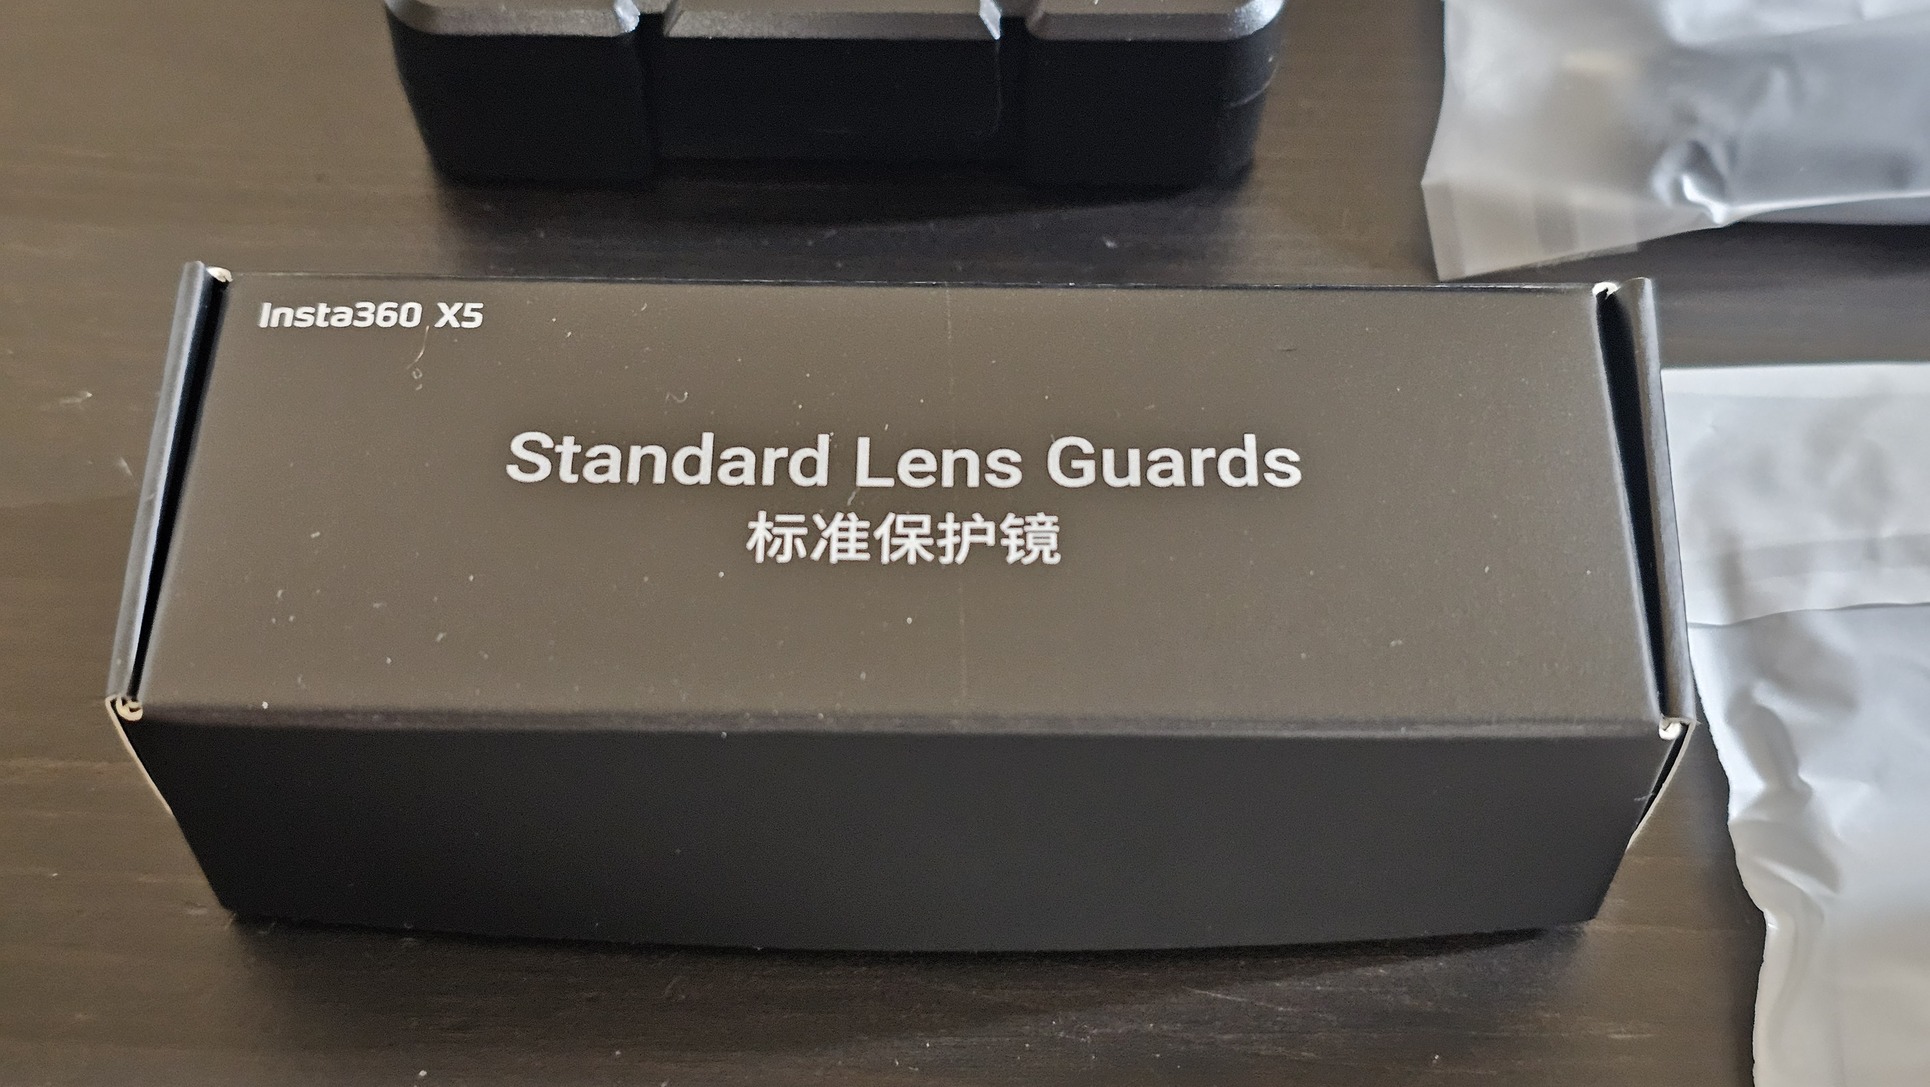 Insta360 X5
Standard Lens Guards
标准保护镜